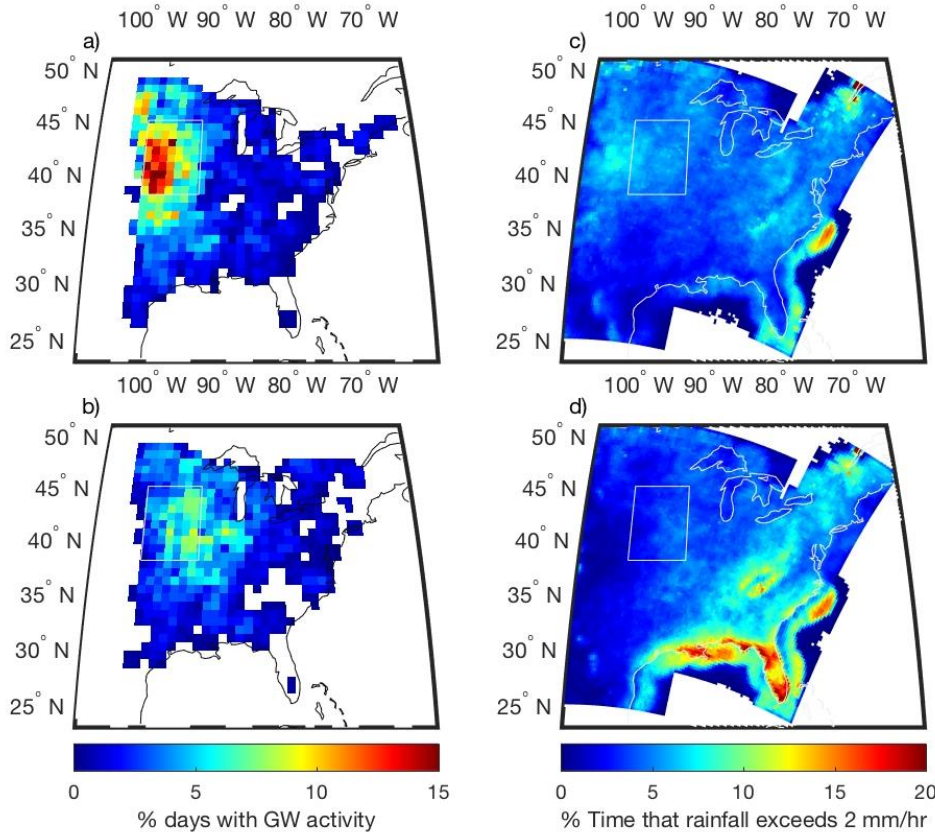 100° W 90° W 80° W 70° W
a)
50° N
45° N
40° N
35° N
30° N
25° N
100° W 90° W 80° W 70° W
c)
50° N
45° N
40° N
35° N
30° N
25° N
100° W 90° W 80° W 70° W
b)
50° N
45° N
40° N
35° N
30° N
25° N
0 5 10 15
% days with GW activity
100° W 90° W 80° W 70° W
d)
50° N
45° N
40° N
35° N
30° N
25° N
0 5 10 15 20
% Time that rainfall exceeds 2 mm/hr